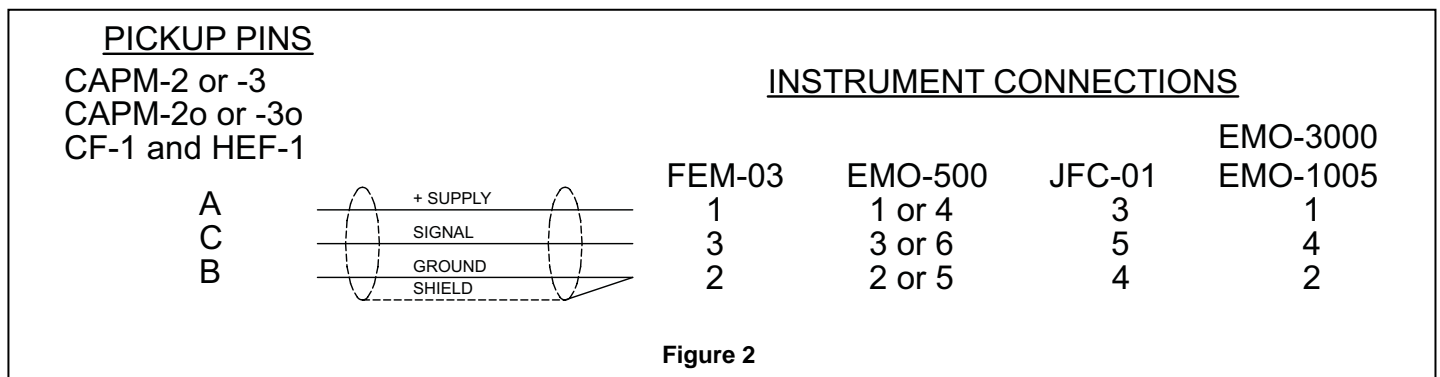 PICKUP PINS
CAPM-2 or -3
CAPM-2o or -3o
CF-1 and HEF-1
INSTRUMENT CONNECTIONS
EMO-3000
FEM-03 EMO-500 JFC-01 EMO-1005
A + SUPPLY 1 1 or 4 3 1
C SIGNAL 3 3 or 6 5 4
B GROUND 2 2 or 5 4 2
SHIELD
Figure 2